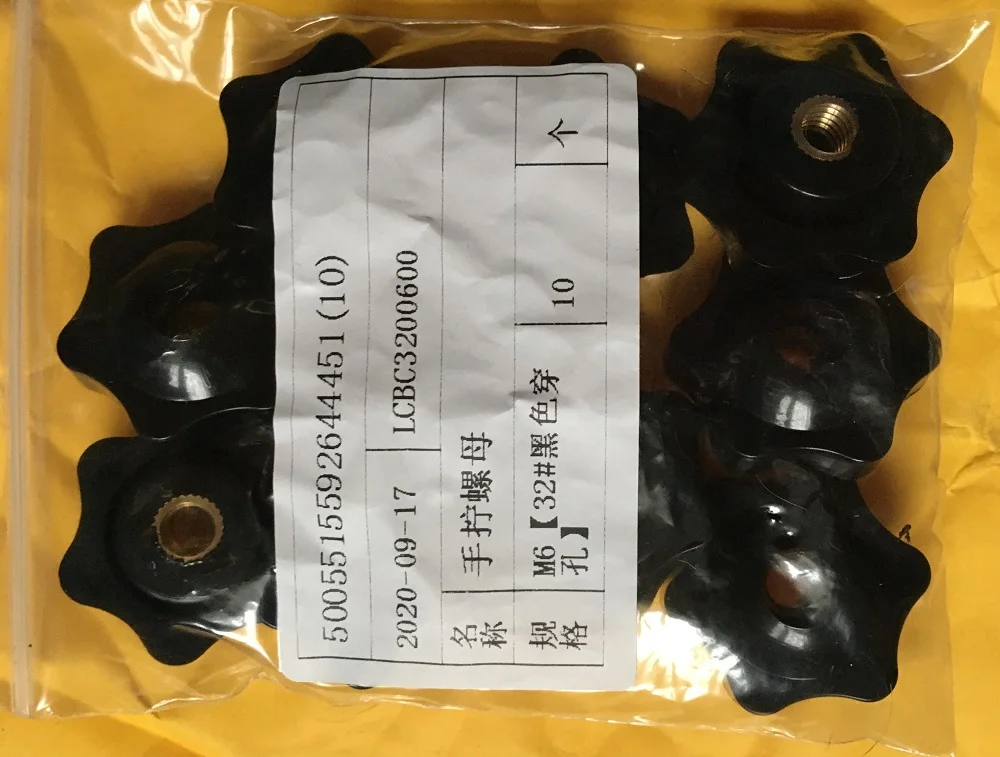 5005515592644451(10)
2020-09-17 LCBC3200600
名称 手拧螺母
规格 M6【32#黑色穿孔】 10 个